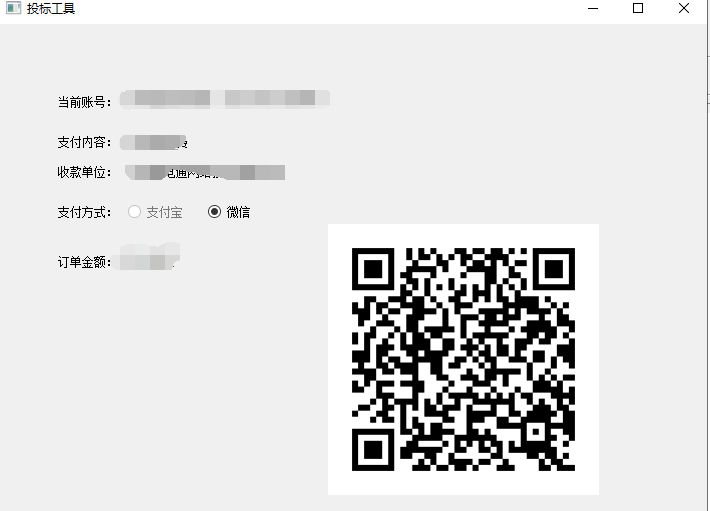 投标工具
当前账号：
支付内容：
收款单位：
支付方式： 支付宝 微信
订单金额：